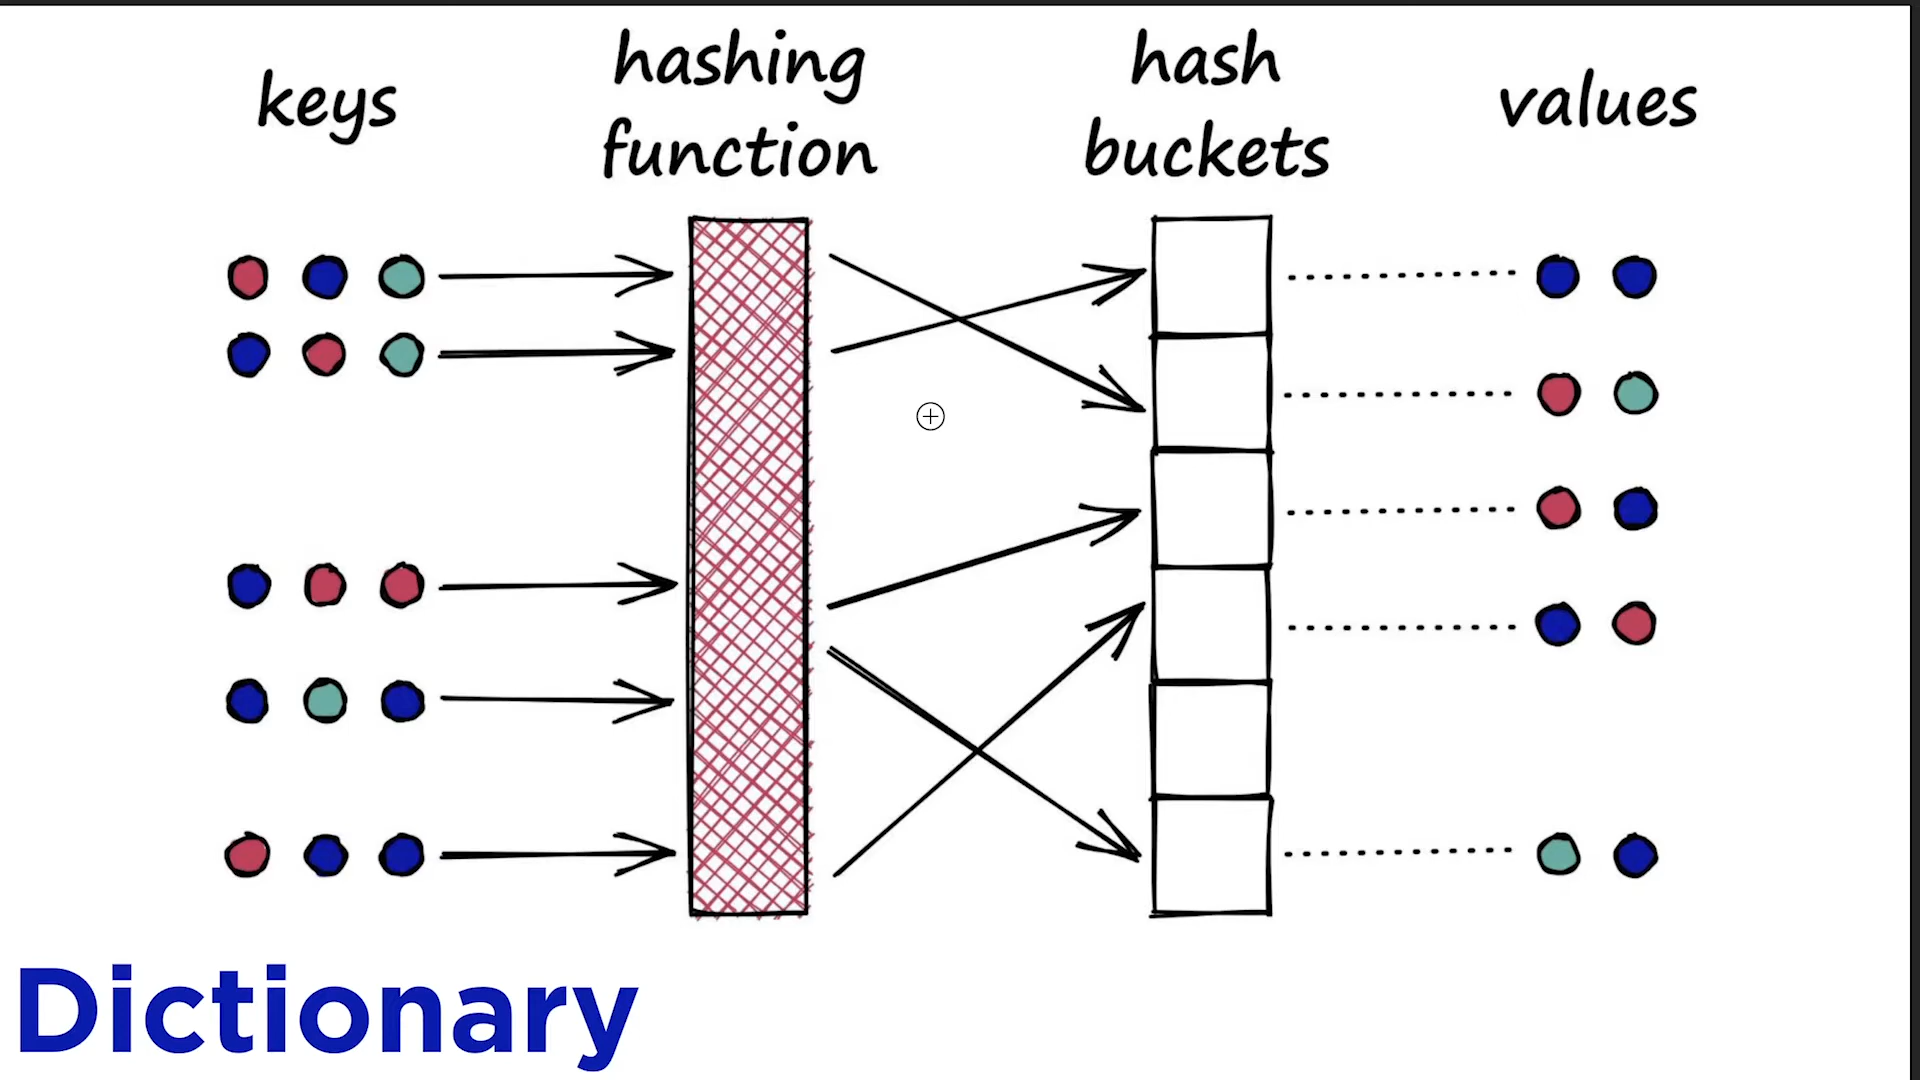 keys
hashing
function
hash
buckets
values
Dictionary